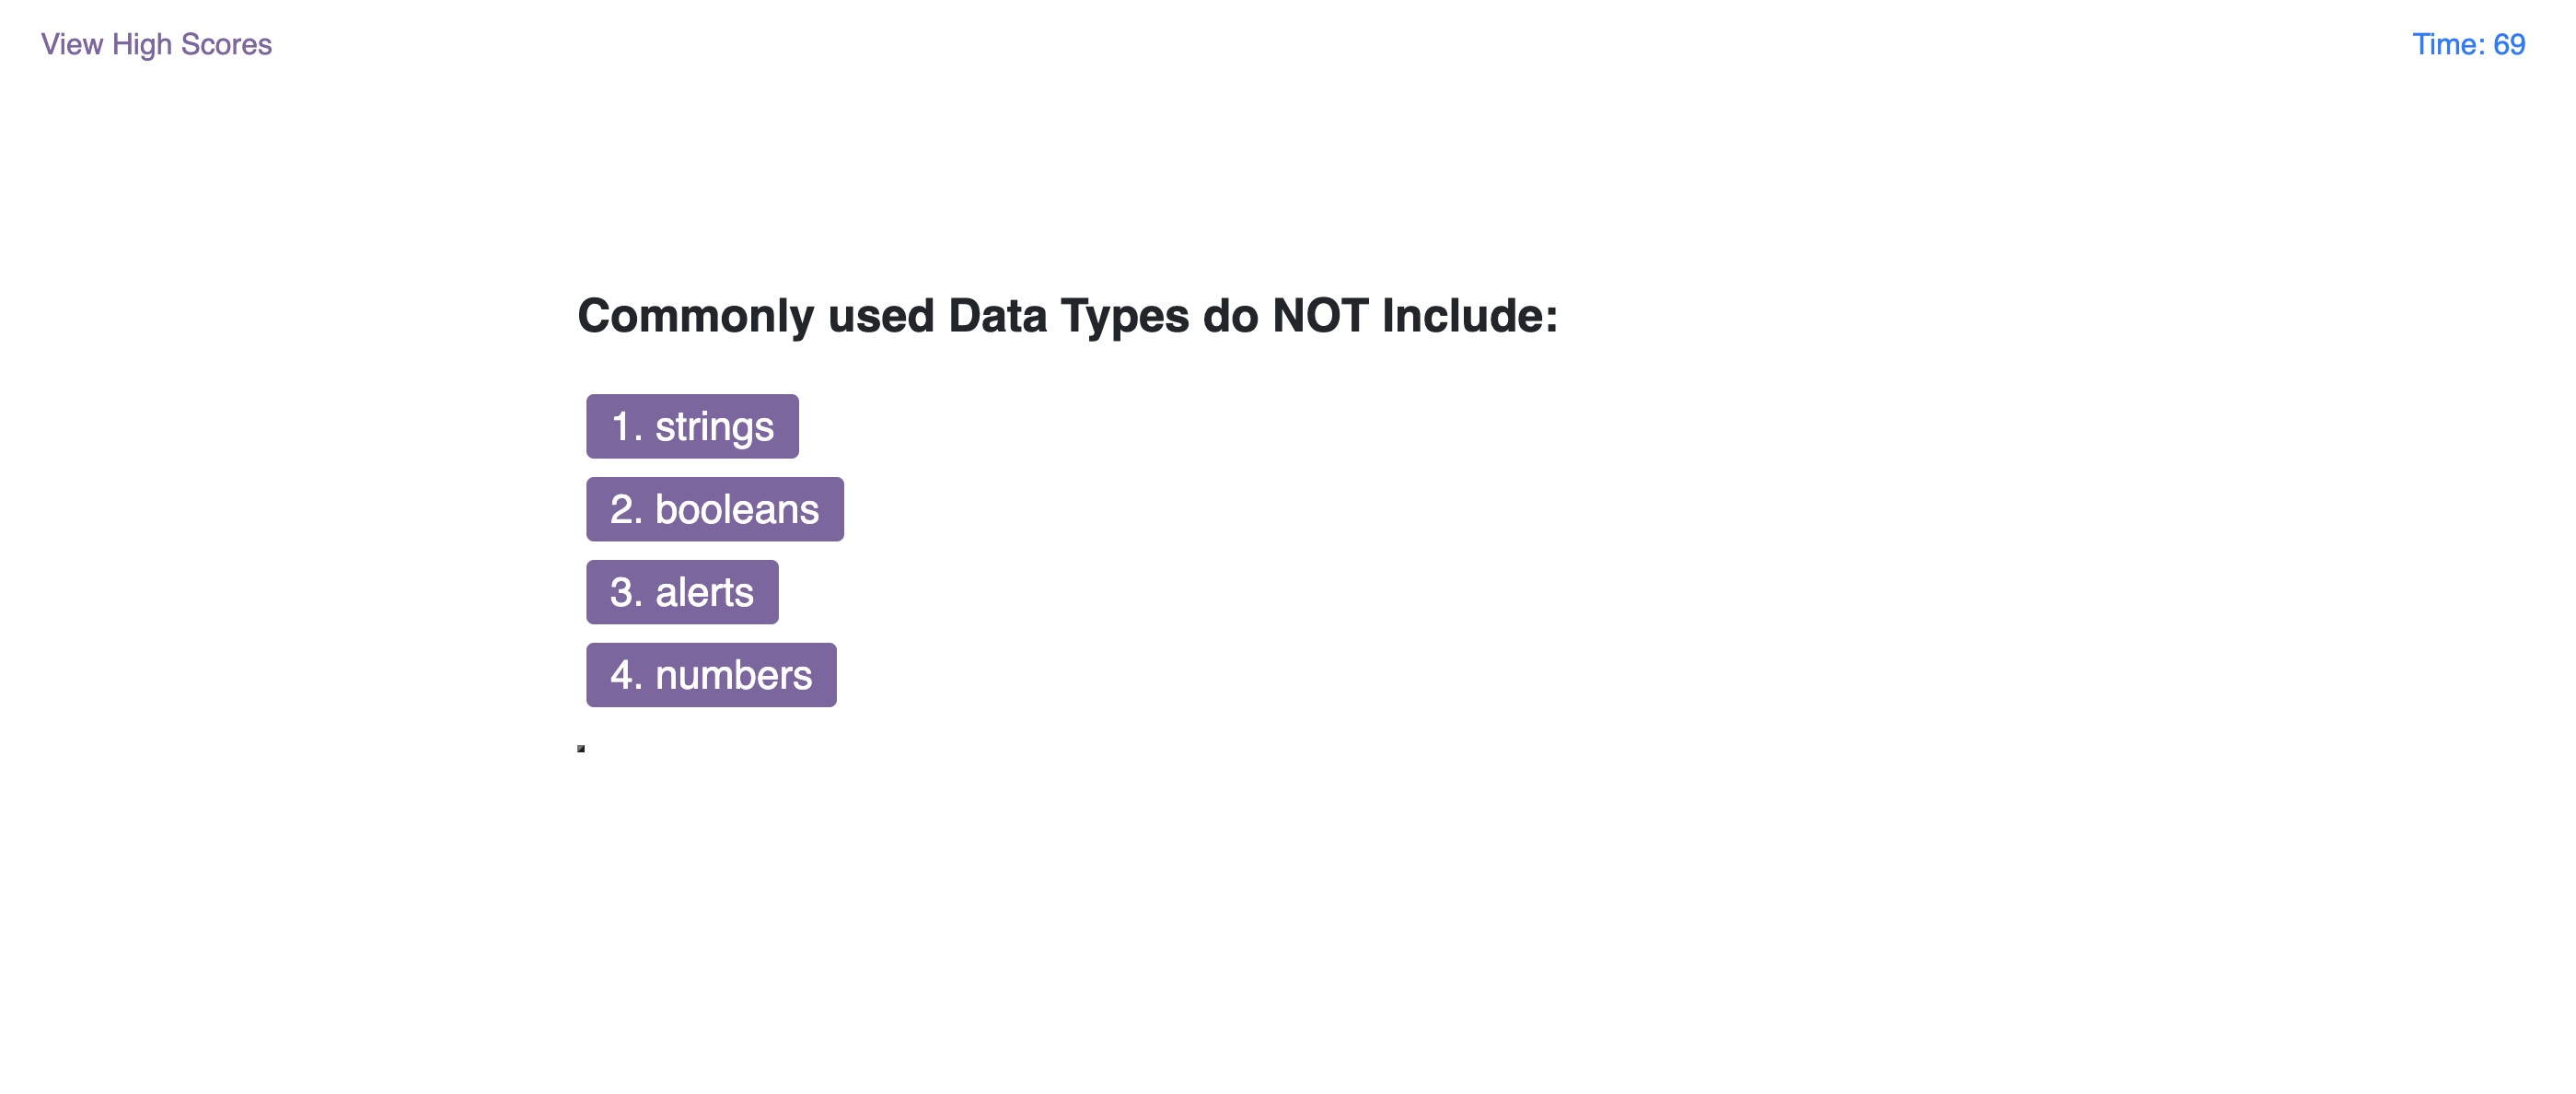 View High Scores
Time: 69
Commonly used Data Types do NOT Include:
1. strings
2. booleans
3. alerts
4. numbers